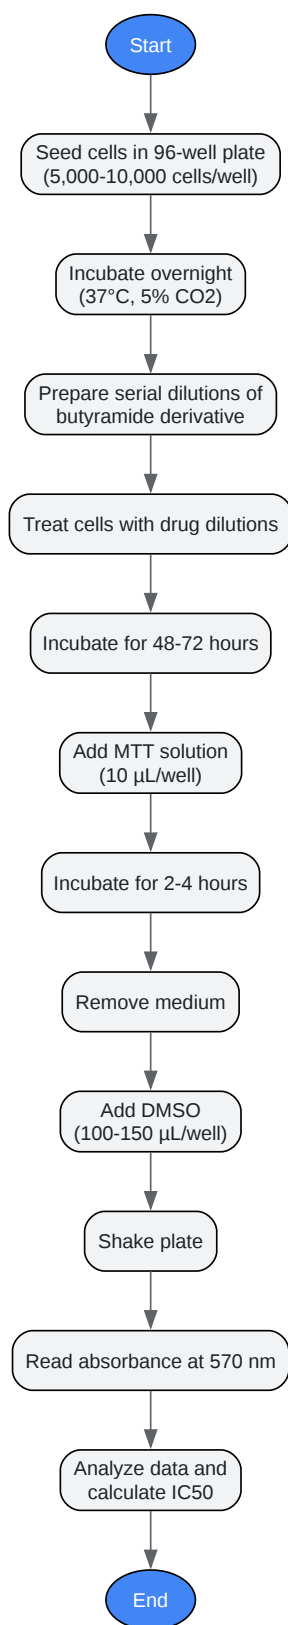 Start
Seed cells in 96-well plate
(5,000-10,000 cells/well)
Incubate overnight
(37°C, 5% CO2)
Prepare serial dilutions of
butyramide derivative
Treat cells with drug dilutions
Incubate for 48-72 hours
Add MTT solution
(10 µL/well)
Incubate for 2-4 hours
Remove medium
Add DMSO
(100-150 µL/well)
Shake plate
Read absorbance at 570 nm
Analyze data and
calculate IC50
End